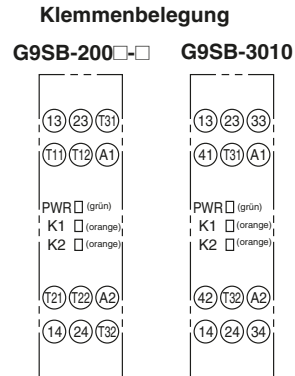 Klemmenbelegung
G9SB-200□-□ G9SB-3010
13 23 T31
T11 T12 A1
PWR (grün)
K1 (orange)
K2 (orange)
T21 T22 A2
14 24 T32
13 23 33
41 T31 A1
PWR (grün)
K1 (orange)
K2 (orange)
42 T32 A2
14 24 34